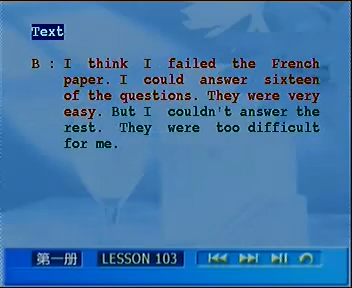 Text
B : I think I failed the French
paper. I could answer sixteen
of the questions. They were very
easy. But I couldn't answer the
rest. They were too difficult
for me.
第一册 LESSON 103